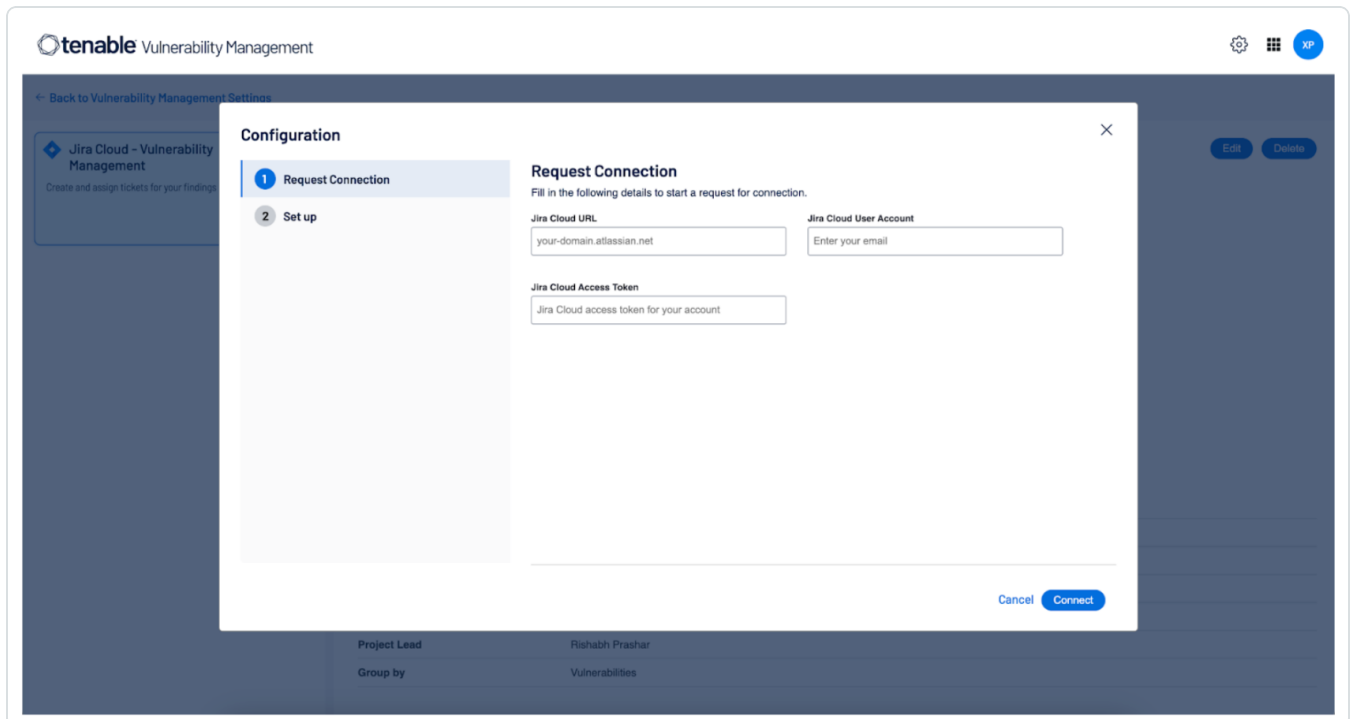 tenable Vulnerability Management
XP
← Back to Vulnerability Management Settings
Jira Cloud - Vulnerability
Management
Create and assign tickets for your findings
Edit
Delete
Configuration
1 Request Connection
2 Set up
Request Connection
Fill in the following details to start a request for connection.
Jira Cloud URL
your-domain.atlassian.net
Jira Cloud User Account
Enter your email
Jira Cloud Access Token
Jira Cloud access token for your account
Cancel
Connect
Project Lead Rishabh Prashar
Group by Vulnerabilities